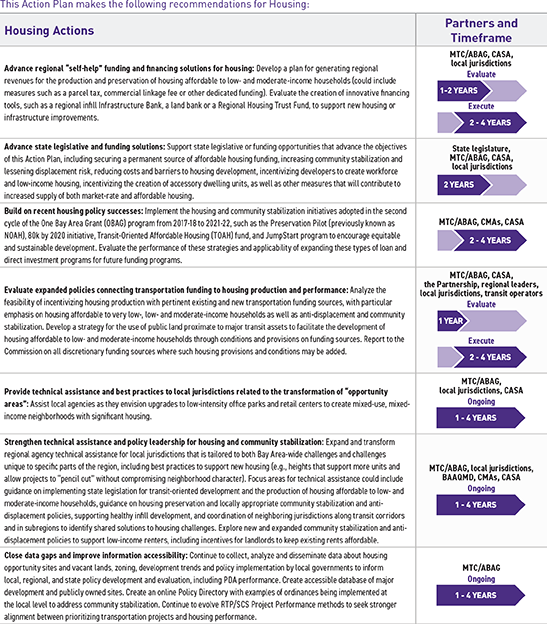 This Action Plan makes the following recommendations for Housing:
Housing Actions
Partners and
Timeframe
Advance regional "self-help" funding and financing solutions for housing: Develop a plan for generating regional
revenues for the production and preservation of housing affordable to low- and moderate-income households (could include
measures such as a parcel tax, commercial linkage fee or other dedicated funding). Evaluate the creation of innovative financing
tools, such as a regional infill Infrastructure Bank, a land bank or a Regional Housing Trust Fund, to support new housing or
infrastructure improvements.
MTC/ABAG, CASA,
local jurisdictions
Evaluate
1-2 YEARS
Execute
2 - 4 YEARS
Advance state legislative and funding solutions: Support state legislative or funding opportunities that advance the objectives
of this Action Plan, including securing a permanent source of affordable housing funding, increasing community stabilization and
lessening displacement risk, reducing costs and barriers to housing development, incentivizing developers to create workforce
and low-income housing, incentivizing the creation of accessory dwelling units, as well as other measures that will contribute to
increased supply of both market-rate and affordable housing.
State legislature,
MTC/ABAG, CASA,
local jurisdictions
2 YEARS
Build on recent housing policy successes: Implement the housing and community stabilization initiatives adopted in the second
cycle of the One Bay Area Grant (OBAG) program from 2017-18 to 2021-22, such as the Preservation Pilot (previously known as
NOAH), 80k by 2020 initiative, Transit-Oriented Affordable Housing (TOAH) fund, and JumpStart program to encourage equitable
and sustainable development. Evaluate the performance of these strategies and applicability of expanding these types of loan and
direct investment programs for future funding programs.
MTC/ABAG, CMAs, CASA
2 - 4 YEARS
Evaluate expanded policies connecting transportation funding to housing production and performance: Analyze the
feasibility of incentivizing housing production with pertinent existing and new transportation funding sources, with particular
emphasis on housing affordable to very low-, low- and moderate-income households as well as anti-displacement and community
stabilization. Develop a strategy for the use of public land proximate to major transit assets to facilitate the development of
housing affordable to low- and moderate-income households through conditions and provisions on funding sources. Report to the
Commission on all discretionary funding sources where such housing provisions and conditions may be added.
MTC/ABAG, CASA,
the Partnership, regional leaders,
local jurisdictions, transit operators
Evaluate
1 YEAR
Execute
2 - 4 YEARS
Provide technical assistance and best practices to local jurisdictions related to the transformation of "opportunity
areas": Assist local agencies as they envision upgrades to low-intensity office parks and retail centers to create mixed-use, mixed-
income neighborhoods with significant housing.
MTC/ABAG,
local jurisdictions, CASA
Ongoing
1 - 4 YEARS
Strengthen technical assistance and policy leadership for housing and community stabilization: Expand and transform
regional agency technical assistance for local jurisdictions that is tailored to both Bay Area-wide challenges and challenges
unique to specific parts of the region, including best practices to support new housing (e.g., heights that support more units and
allow projects to "pencil out" without compromising neighborhood character). Focus areas for technical assistance could include
guidance on implementing state legislation for transit-oriented development and the production of housing affordable to low- and
moderate-income households, guidance on housing preservation and locally appropriate community stabilization and anti-
displacement policies, supporting healthy infill development, and coordination of neighboring jurisdictions along transit corridors
and in subregions to identify shared solutions to housing challenges. Explore new and expanded community stabilization and anti-
displacement policies to support low-income renters, including incentives for landlords to keep existing rents affordable.
MTC/ABAG, local jurisdictions,
BAAQMD, CMAs, CASA
Ongoing
1 - 4 YEARS
Close data gaps and improve information accessibility: Continue to collect, analyze and disseminate data about housing
opportunity sites and vacant lands, zoning, development trends and policy implementation by local governments to inform
local, regional, and state policy development and evaluation, including PDA performance. Create accessible database of major
development and publicly owned sites. Create an online Policy Directory with examples of ordinances being implemented at
the local level to address community stabilization. Continue to evolve RTP/SCS Project Performance methods to seek stronger
alignment between prioritizing transportation projects and housing performance.
MTC/ABAG
Ongoing
1 - 4 YEARS